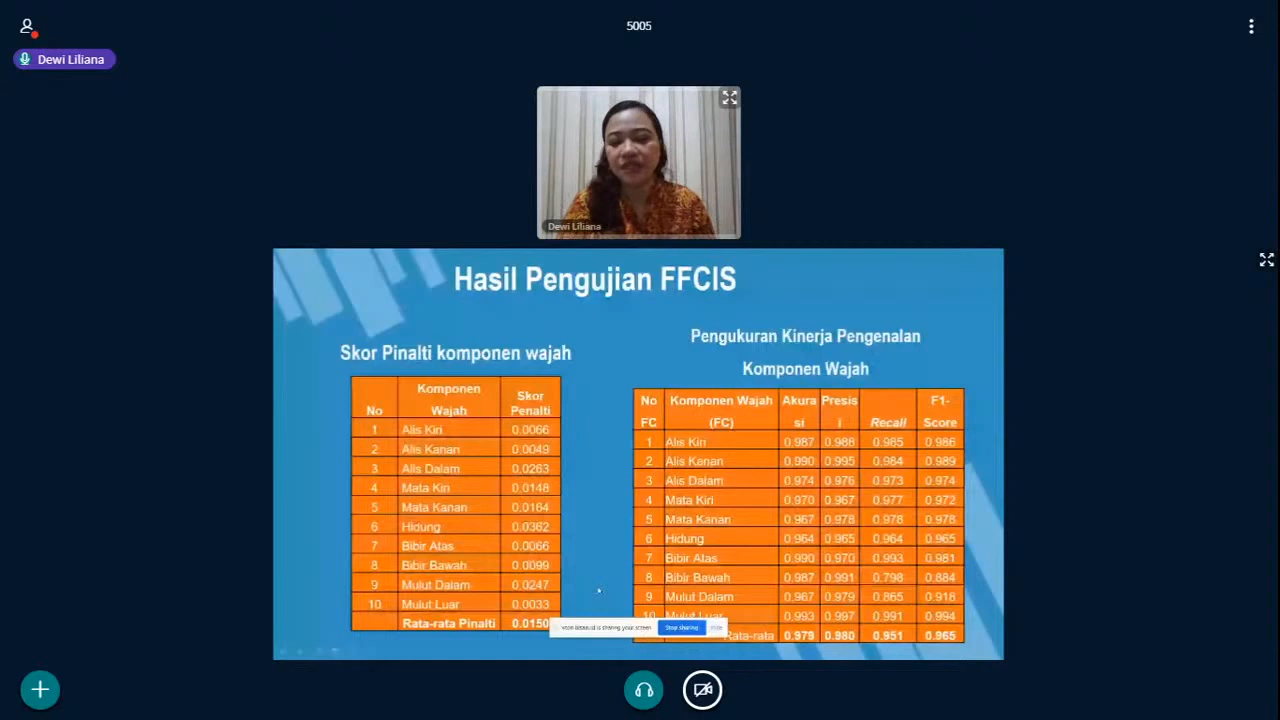 5005
Dewi Liliana
Dewi Liliana
Hasil Pengujian FFCIS
Skor Pinalti komponen wajah
No Komponen Wajah Skor Penalti
1 Alis Kiri 0.0066
2 Alis Kanan 0.0049
3 Alis Dalam 0.0263
4 Mata Kiri 0.0148
5 Mata Kanan 0.0164
6 Hidung 0.0362
7 Bibir Atas 0.0066
8 Bibir Bawah 0.0099
9 Mulut Dalam 0.0247
10 Mulut Luar 0.0033
Rata-rata Pinalti 0.0150
Pengukuran Kinerja Pengenalan
Komponen Wajah
No FC Komponen Wajah (FC) Akurasi Presisi Recall F1-Score
1 Alis Kiri 0.987 0.988 0.985 0.986
2 Alis Kanan 0.990 0.995 0.984 0.989
3 Alis Dalam 0.974 0.976 0.973 0.974
4 Mata Kiri 0.970 0.967 0.977 0.972
5 Mata Kanan 0.967 0.978 0.978 0.978
6 Hidung 0.964 0.965 0.964 0.965
7 Bibir Atas 0.990 0.970 0.993 0.981
8 Bibir Bawah 0.987 0.991 0.798 0.884
9 Mulut Dalam 0.967 0.979 0.865 0.918
10 Mulut Luar 0.993 0.997 0.991 0.994
Rata-rata 0.979 0.980 0.951 0.965
is sharing your screen
Stop sharing
Hide